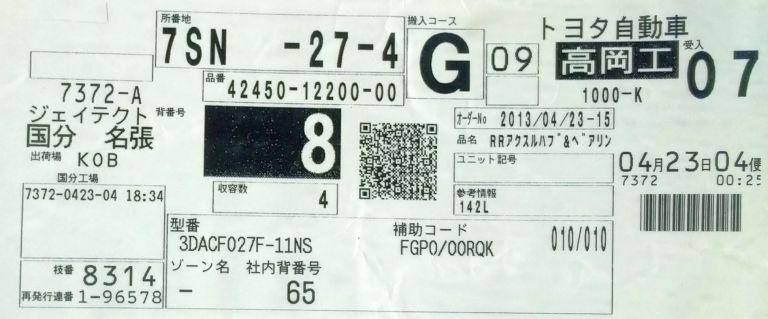 所番地
7SN -27-4
搬入コース
G
09
トヨタ自動車
高岡工
受入
07
1000-K
7372-A
ジェイテクト
国分 名張
出荷場 K0B
品番
42450-12200-00
背番号
8
収容数
4
オーダーNo 2013/04/23-15
品名 RRアクスルハブ゛&ベ゛アリン
ユニット記号
参考情報
142L
04月23日04便
7372 00:25
国分工場
7372-0423-04 18:34
型番
3DACF027F-11NS
補助コード
FGP0/00RQK
010/010
ゾーン名 社内背番号
- 65
枝番 8314
再発行連番 1-96578